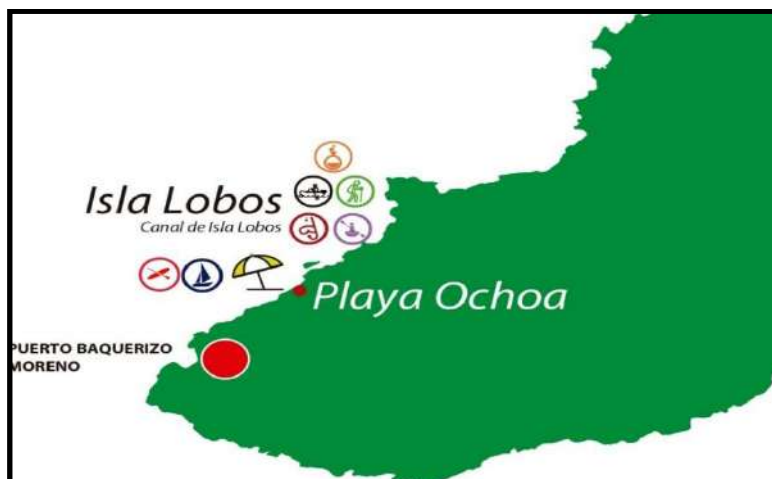 Isla Lobos
Canal de Isla Lobos
Playa Ochoa
PUERTO BAQUERIZO
MORENO